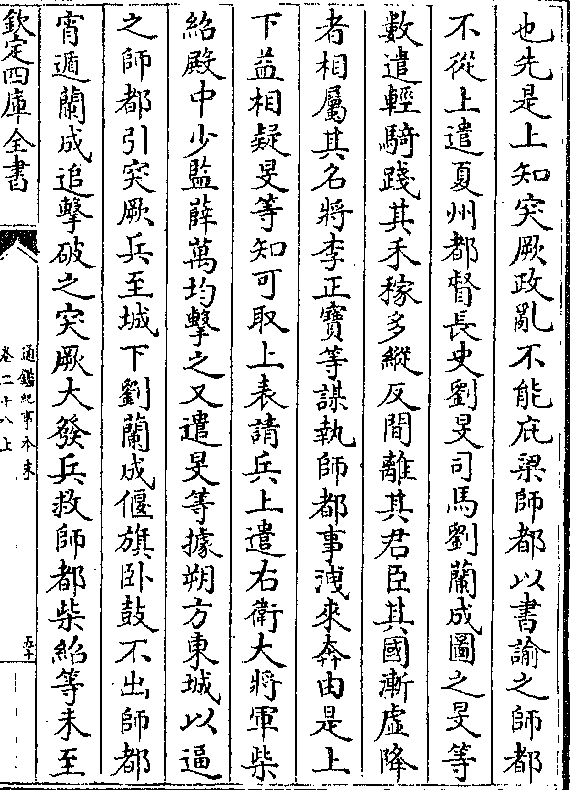 也先是上知突厥政亂不能庇梁師都以書諭之師都
不從上遣夏州都督長史劉旻司馬劉蘭成圖之旻等
數遣輕騎踐其禾稼多縱反間離其君臣其國漸虛降
者相屬其名將李正寶等謀執師都事洩來奔由是上
下益相疑旻等知可取上表請兵上遣右衛大將軍柴
紹殿中少監薛萬均擊之又遣旻等據朔方東城以逼
之師都引突厥兵至城下劉蘭成偃旗卧鼓不出師都
宵遁蘭成追擊破之突厥大發兵救師都柴紹等未至
欽定四庫全書
通鑑紀事本末
卷二十八上